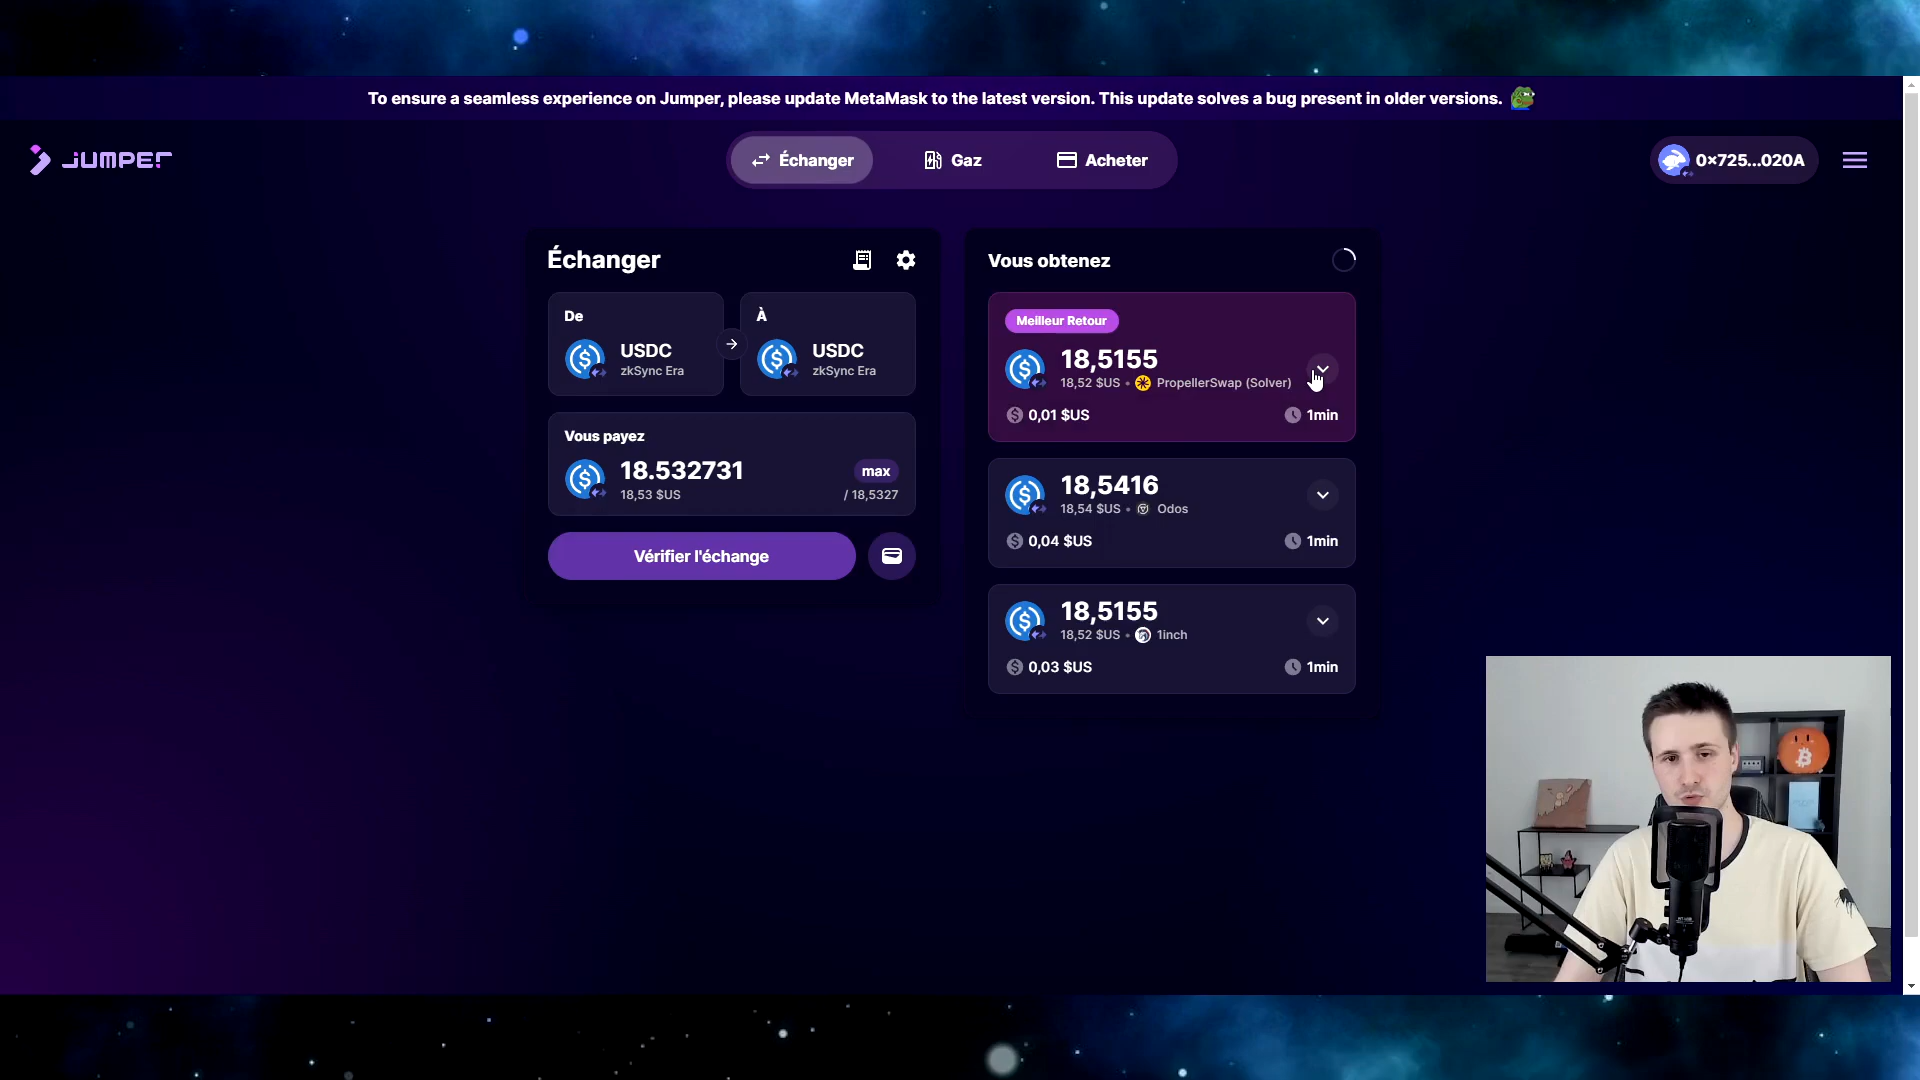 To ensure a seamless experience on Jumper, please update MetaMask to the latest version. This update solves a bug present in older versions.
JUMPER
Échanger
Gaz
Acheter
0x725...020A
Échanger
De
USDC
zkSync Era
À
USDC
zkSync Era
Vous payez
18.532731
max
18,53 $US
/ 18,5327
Vérifier l'échange
Vous obtenez
Meilleur Retour
18,5155
18,52 $US • PropellerSwap (Solver)
0,01 $US
1min
18,5416
18,54 $US • Odos
0,04 $US
1min
18,5155
18,52 $US • 1inch
0,03 $US
1min